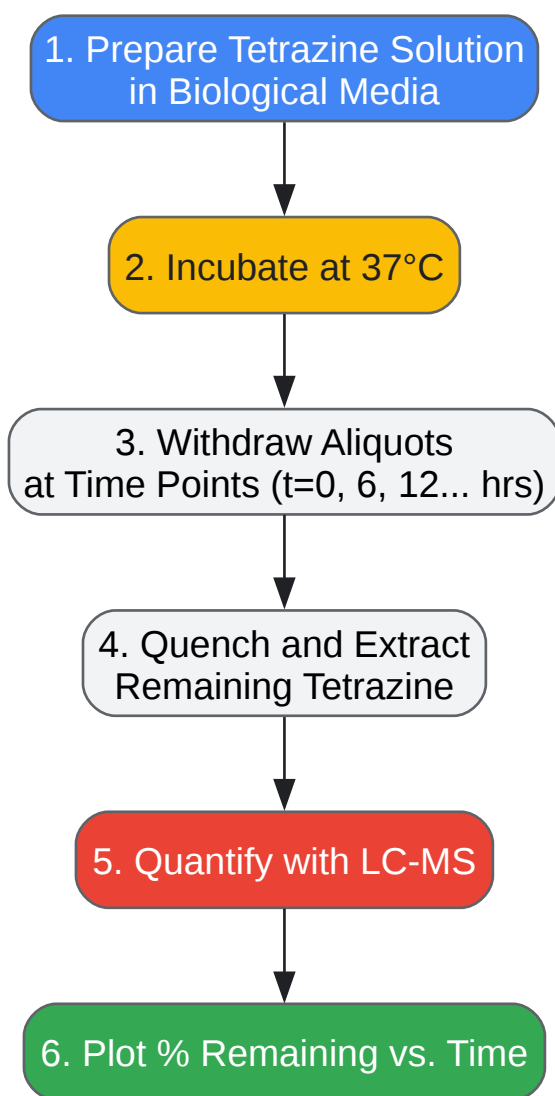 1. Prepare Tetrazine Solution
in Biological Media
2. Incubate at 37°C
3. Withdraw Aliquots
at Time Points (t=0, 6, 12... hrs)
4. Quench and Extract
Remaining Tetrazine
5. Quantify with LC-MS
6. Plot % Remaining vs. Time